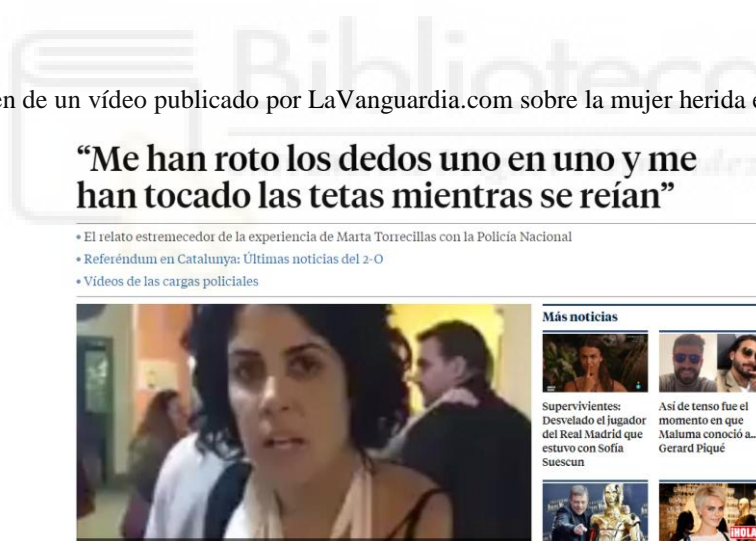 Biblioteca
en de un vídeo publicado por LaVanguardia.com sobre la mujer herida e
“Me han roto los dedos uno en uno y me
han tocado las tetas mientras se reían”
• El relato estremecedor de la experiencia de Marta Torrecillas con la Policía Nacional
• Referéndum en Catalunya: Últimas noticias del 2-O
• Vídeos de las cargas policiales
Más noticias
Supervivientes:
Desvelado el jugador
del Real Madrid que
estuvo con Sofía
Suescun
Así de tenso fue el
momento en que
Maluma conoció a...
Gerard Piqué
¡HOLA